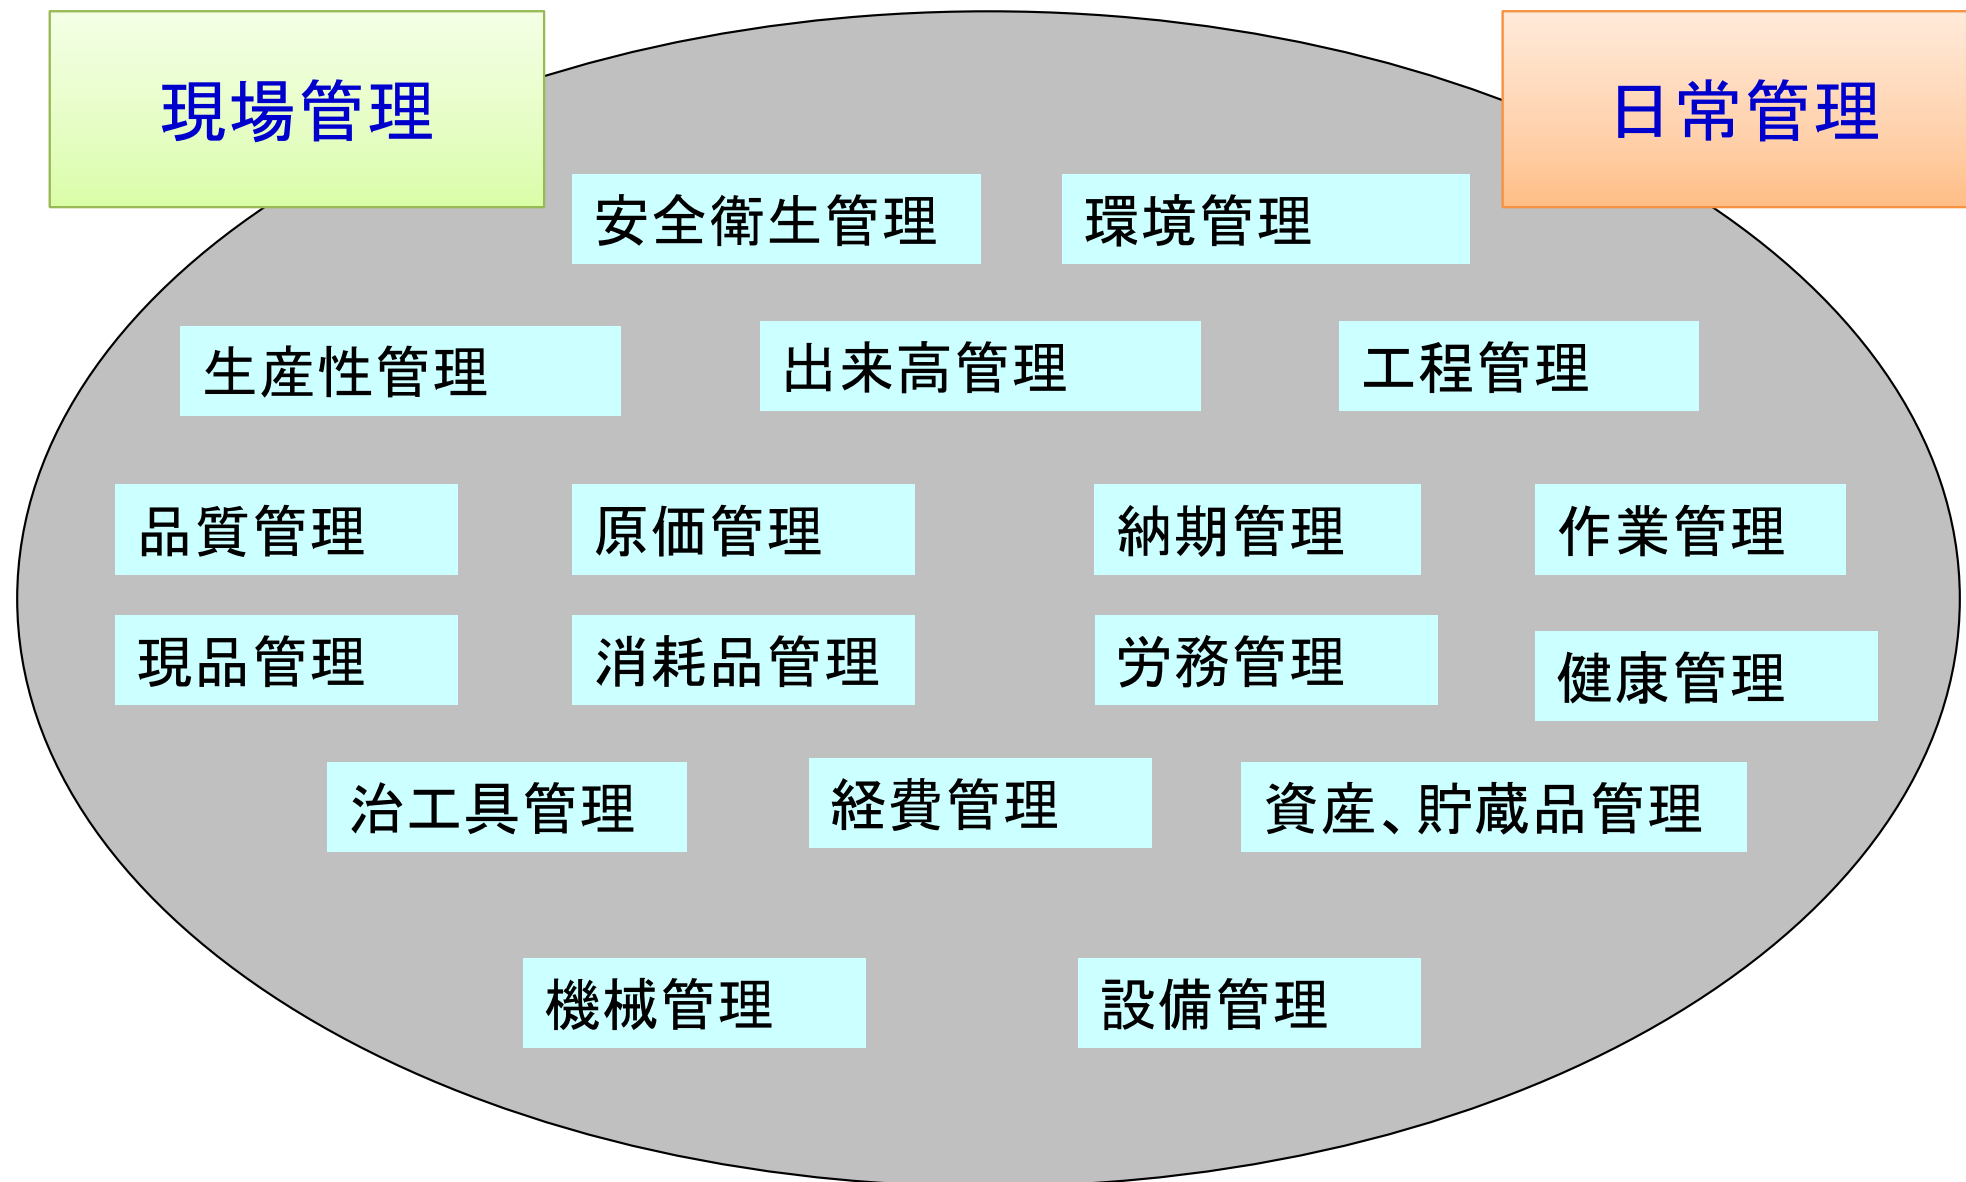 現場管理
日常管理
安全衛生管理
環境管理
生産性管理
出来高管理
工程管理
品質管理
原価管理
納期管理
作業管理
現品管理
消耗品管理
労務管理
健康管理
治工具管理
経費管理
資産、貯蔵品管理
機械管理
設備管理